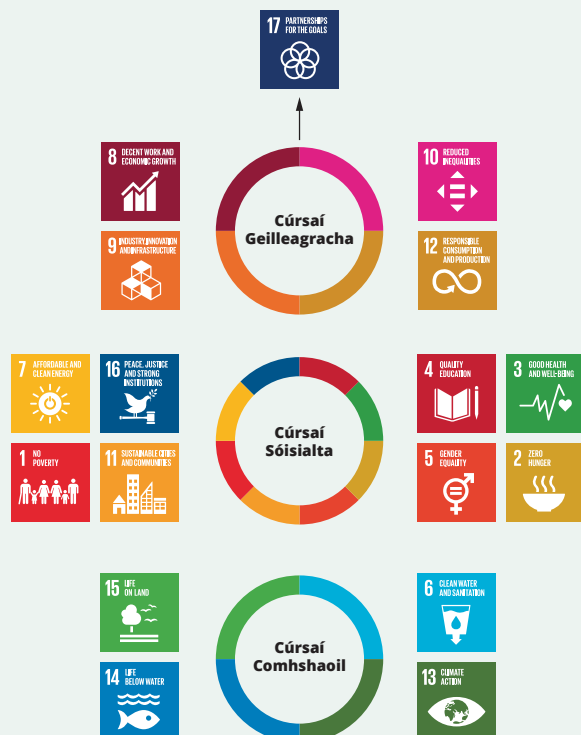 17 PARTNERSHIPS
FOR THE GOALS
8 DECENT WORK AND
ECONOMIC GROWTH
10 REDUCED
INEQUALITIES
Cúrsaí
Geilleagracha
9 INDUSTRY, INNOVATION
AND INFRASTRUCTURE
12 RESPONSIBLE
CONSUMPTION
AND PRODUCTION
7 AFFORDABLE AND
CLEAN ENERGY
16 PEACE, JUSTICE
AND STRONG
INSTITUTIONS
4 QUALITY
EDUCATION
3 GOOD HEALTH
AND WELL-BEING
Cúrsaí
Sóisialta
1 NO
POVERTY
11 SUSTAINABLE CITIES
AND COMMUNITIES
5 GENDER
EQUALITY
2 ZERO
HUNGER
15 LIFE
ON LAND
6 CLEAN WATER
AND SANITATION
Cúrsaí
Comhshaoil
14 LIFE
BELOW WATER
13 CLIMATE
ACTION